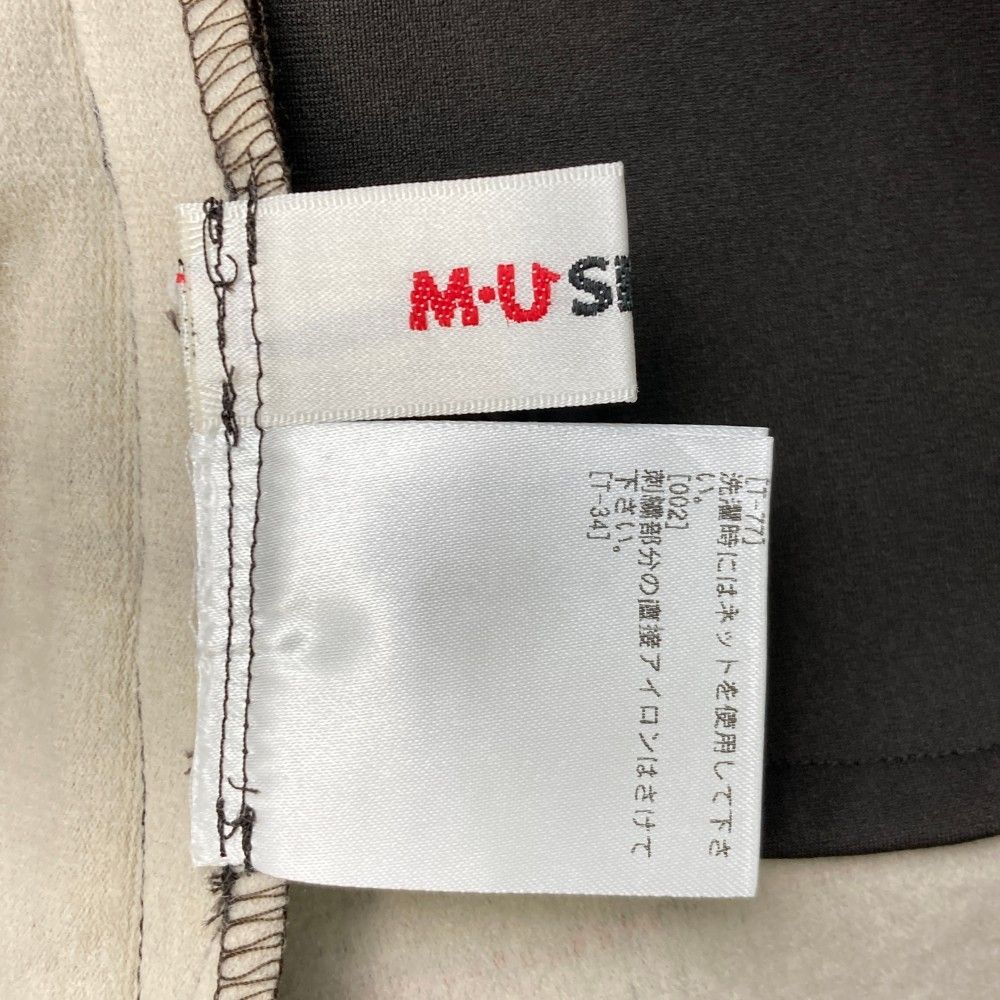 M·USE
[T-77]
洗濯時にはネットを使用して下さ
い。
[002]
刺繍部分の直接アイロンはさけて
下さい。
[T-34]